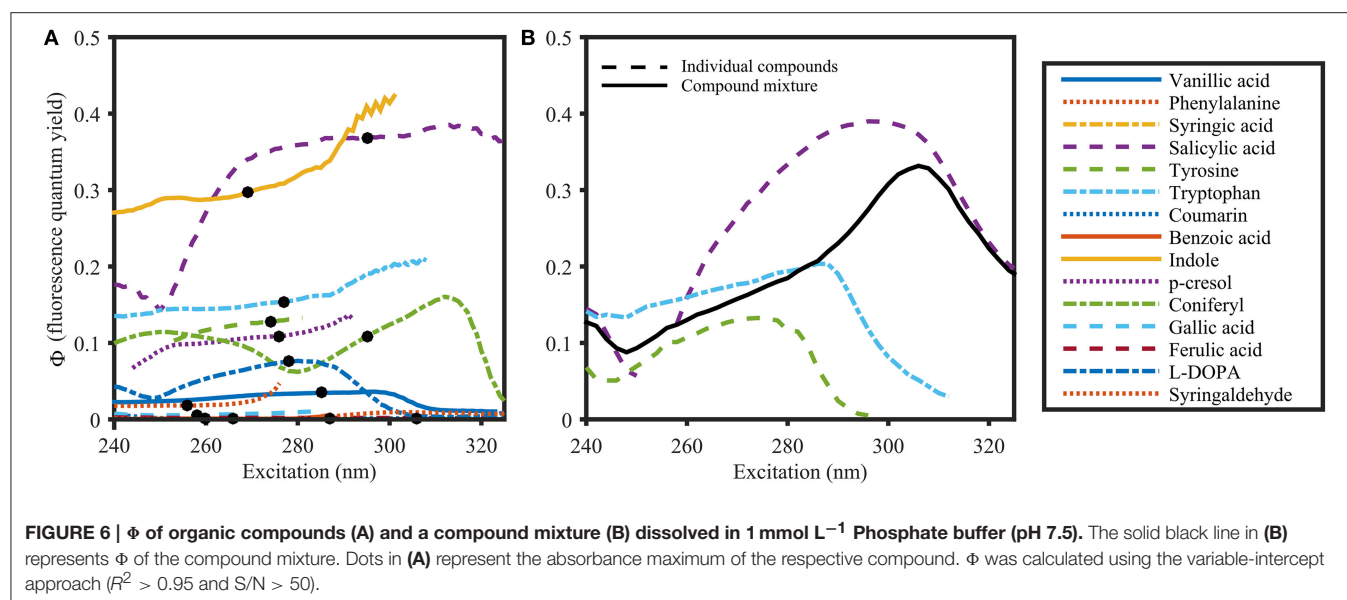 A
B
0.5
0.4
0.3
0.2
0.1
0
Φ (fluorescence quantum yield)
240 260 280 300 320
Excitation (nm)
0.5
0.4
0.3
0.2
0.1
0
Individual compounds
Compound mixture
240 260 280 300 320
Excitation (nm)
Vanillic acid
Phenylalanine
Syringic acid
Salicylic acid
Tyrosine
Tryptophan
Coumarin
Benzoic acid
Indole
p-cresol
Coniferyl
Gallic acid
Ferulic acid
L-DOPA
Syringaldehyde
FIGURE 6 | Φ of organic compounds (A) and a compound mixture (B) dissolved in 1 mmol L⁻¹ Phosphate buffer (pH 7.5). The solid black line in (B)
represents Φ of the compound mixture. Dots in (A) represent the absorbance maximum of the respective compound. Φ was calculated using the variable-intercept
approach (R² > 0.95 and S/N > 50).